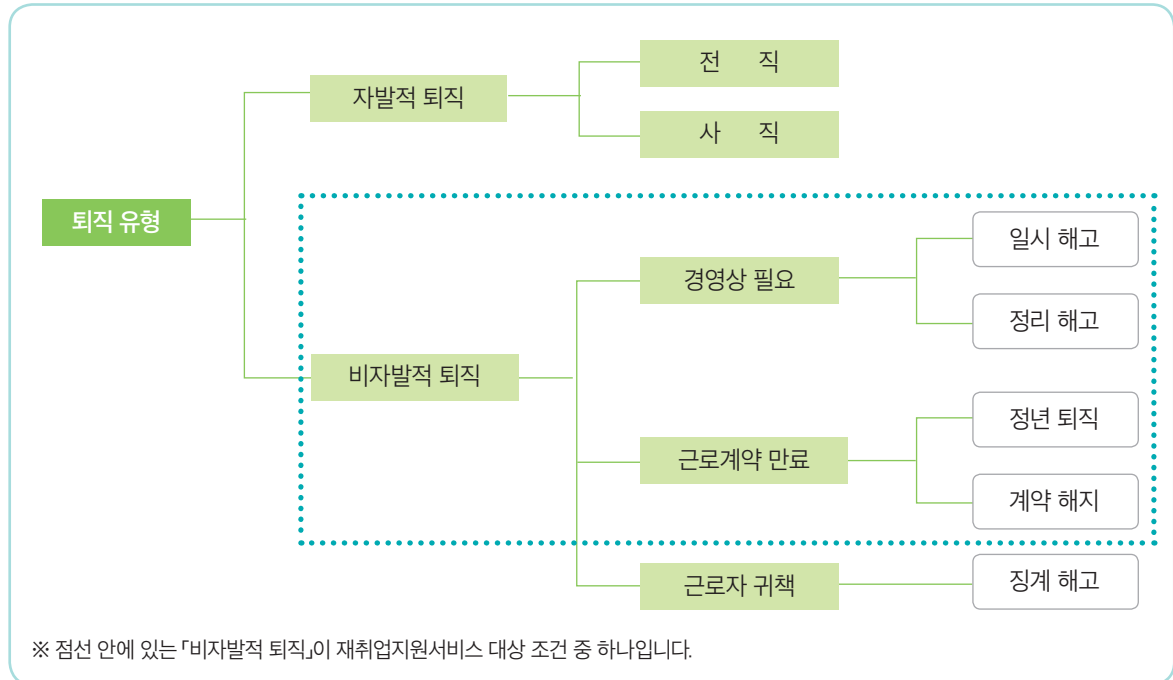 퇴직 유형
자발적 퇴직
전 직
사 직
비자발적 퇴직
경영상 필요
일시 해고
정리 해고
근로계약 만료
정년 퇴직
계약 해지
근로자 귀책
징계 해고
※ 점선 안에 있는 「비자발적 퇴직」이 재취업지원서비스 대상 조건 중 하나입니다.